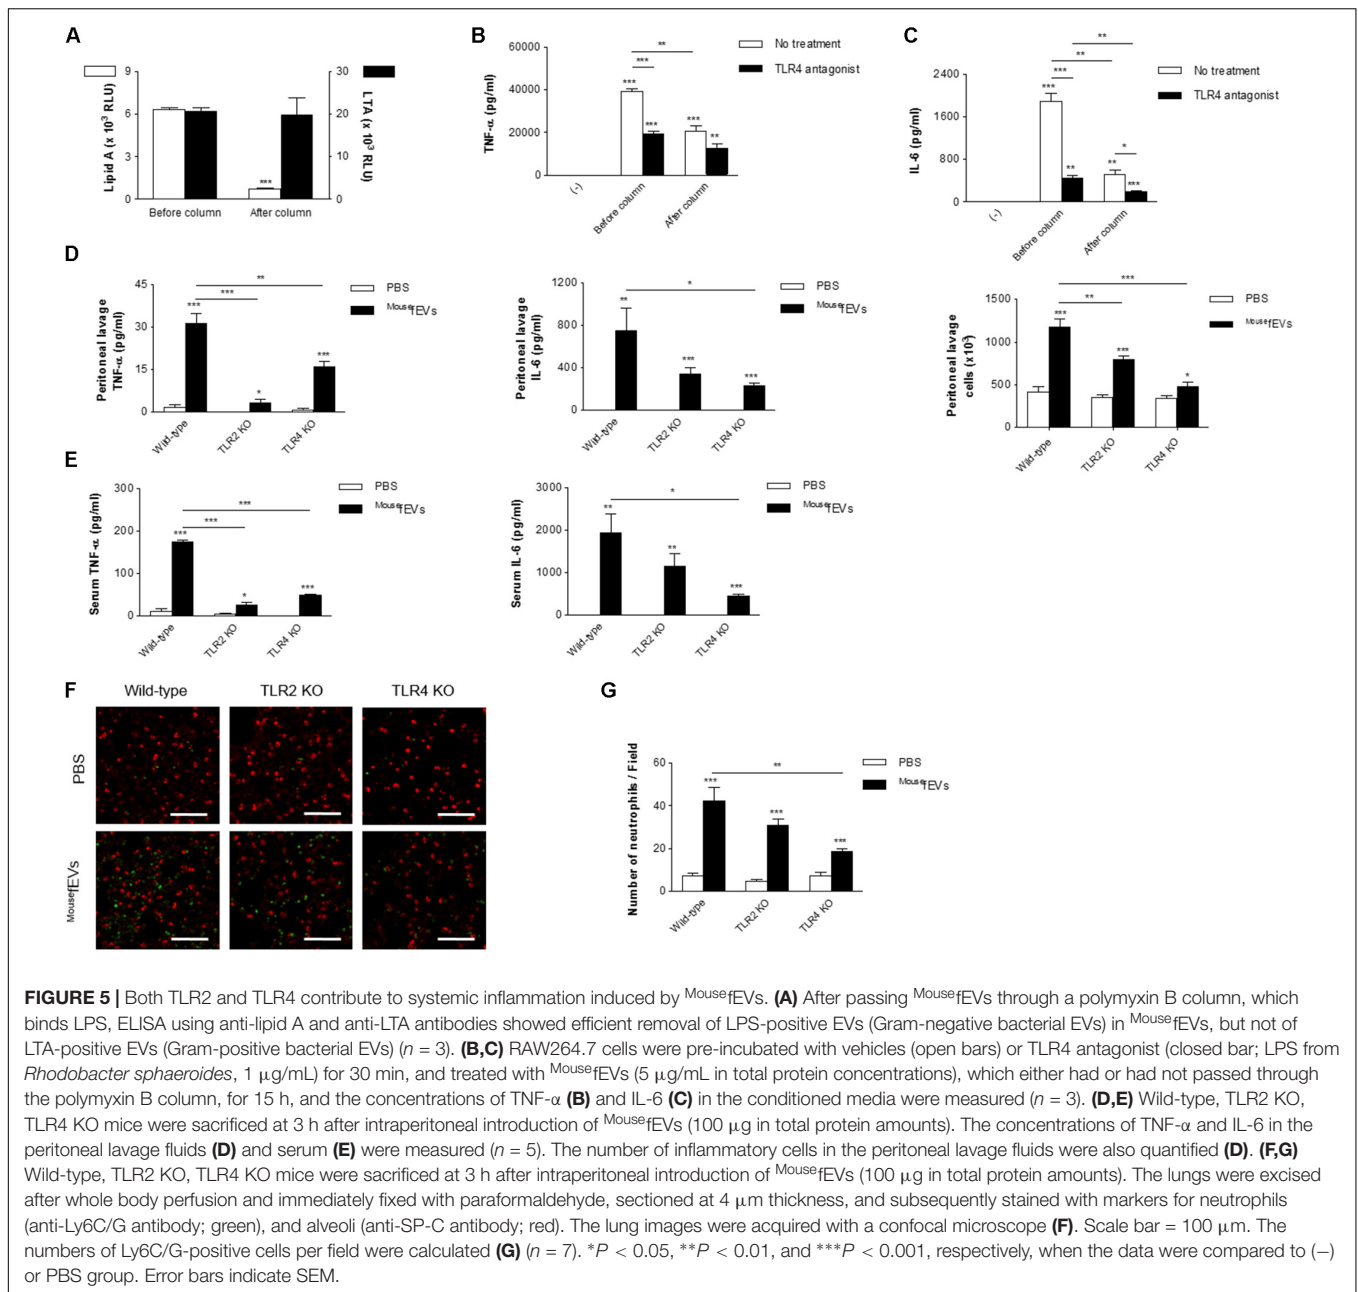 A
Lipid A (x 10³ RLU)
9
6
3
0
30
20
10
0
LTA (x 10³ RLU)
***
Before column
After column
B
TNF-α (pg/ml)
60000
40000
20000
0
**
***
***
***
***
**
No treatment
TLR4 antagonist
(-)
Before column
After column
C
IL-6 (pg/ml)
2400
1600
800
0
**
**
***
***
**
*
**
***
No treatment
TLR4 antagonist
(-)
Before column
After column
D
Peritoneal lavage
TNF-α (pg/ml)
45
30
15
0
**
***
***
*
***
PBS
MousefEVs
Wild-type
TLR2 KO
TLR4 KO
Peritoneal lavage
IL-6 (pg/ml)
1200
800
400
0
*
**
***
***
PBS
MousefEVs
Wild-type
TLR2 KO
TLR4 KO
Peritoneal lavage
cells (x10³)
1500
1000
500
0
***
**
***
***
*
PBS
MousefEVs
Wild-type
TLR2 KO
TLR4 KO
E
Serum TNF-α (pg/ml)
300
200
100
0
***
***
***
*
***
PBS
MousefEVs
Wild-type
TLR2 KO
TLR4 KO
Serum IL-6 (pg/ml)
3000
2000
1000
0
*
**
**
***
PBS
MousefEVs
Wild-type
TLR2 KO
TLR4 KO
F
Wild-type
TLR2 KO
TLR4 KO
PBS
MousefEVs
G
Number of neutrophils / Field
60
40
20
0
**
***
***
***
PBS
MousefEVs
Wild-type
TLR2 KO
TLR4 KO
FIGURE 5 | Both TLR2 and TLR4 contribute to systemic inflammation induced by MousefEVs. (A) After passing MousefEVs through a polymyxin B column, which
binds LPS, ELISA using anti-lipid A and anti-LTA antibodies showed efficient removal of LPS-positive EVs (Gram-negative bacterial EVs) in MousefEVs, but not of
LTA-positive EVs (Gram-positive bacterial EVs) (n = 3). (B,C) RAW264.7 cells were pre-incubated with vehicles (open bars) or TLR4 antagonist (closed bar; LPS from
Rhodobacter sphaeroides, 1 μg/mL) for 30 min, and treated with MousefEVs (5 μg/mL in total protein concentrations), which either had or had not passed through
the polymyxin B column, for 15 h, and the concentrations of TNF-α (B) and IL-6 (C) in the conditioned media were measured (n = 3). (D,E) Wild-type, TLR2 KO,
TLR4 KO mice were sacrificed at 3 h after intraperitoneal introduction of MousefEVs (100 μg in total protein amounts). The concentrations of TNF-α and IL-6 in the
peritoneal lavage fluids (D) and serum (E) were measured (n = 5). The number of inflammatory cells in the peritoneal lavage fluids were also quantified (D). (F,G)
Wild-type, TLR2 KO, TLR4 KO mice were sacrificed at 3 h after intraperitoneal introduction of MousefEVs (100 μg in total protein amounts). The lungs were excised
after whole body perfusion and immediately fixed with paraformaldehyde, sectioned at 4 μm thickness, and subsequently stained with markers for neutrophils
(anti-Ly6C/G antibody; green), and alveoli (anti-SP-C antibody; red). The lung images were acquired with a confocal microscope (F). Scale bar = 100 μm. The
numbers of Ly6C/G-positive cells per field were calculated (G) (n = 7). *P < 0.05, **P < 0.01, and ***P < 0.001, respectively, when the data were compared to (−)
or PBS group. Error bars indicate SEM.